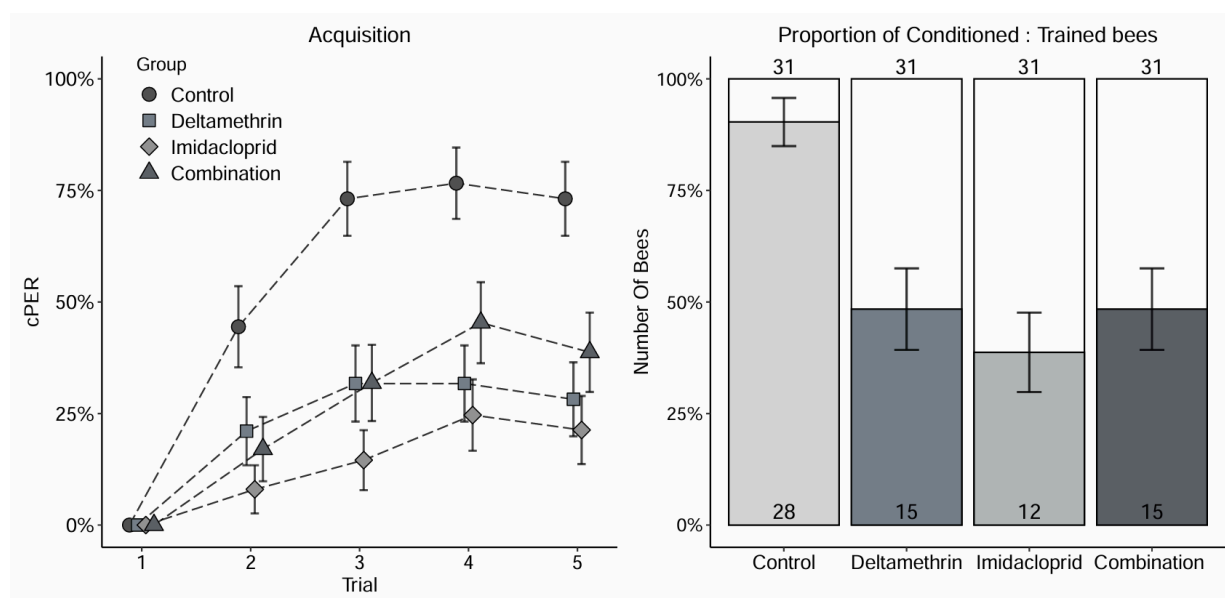 Acquisition
Group
Control
Deltamethrin
Imidacloprid
Combination
cPER
100%
75%
50%
25%
0%
1 2 3 4 5
Trial
Proportion of Conditioned : Trained bees
31 31 31 31
Number Of Bees
100%
75%
50%
25%
0%
28 15 12 15
Control Deltamethrin Imidacloprid Combination